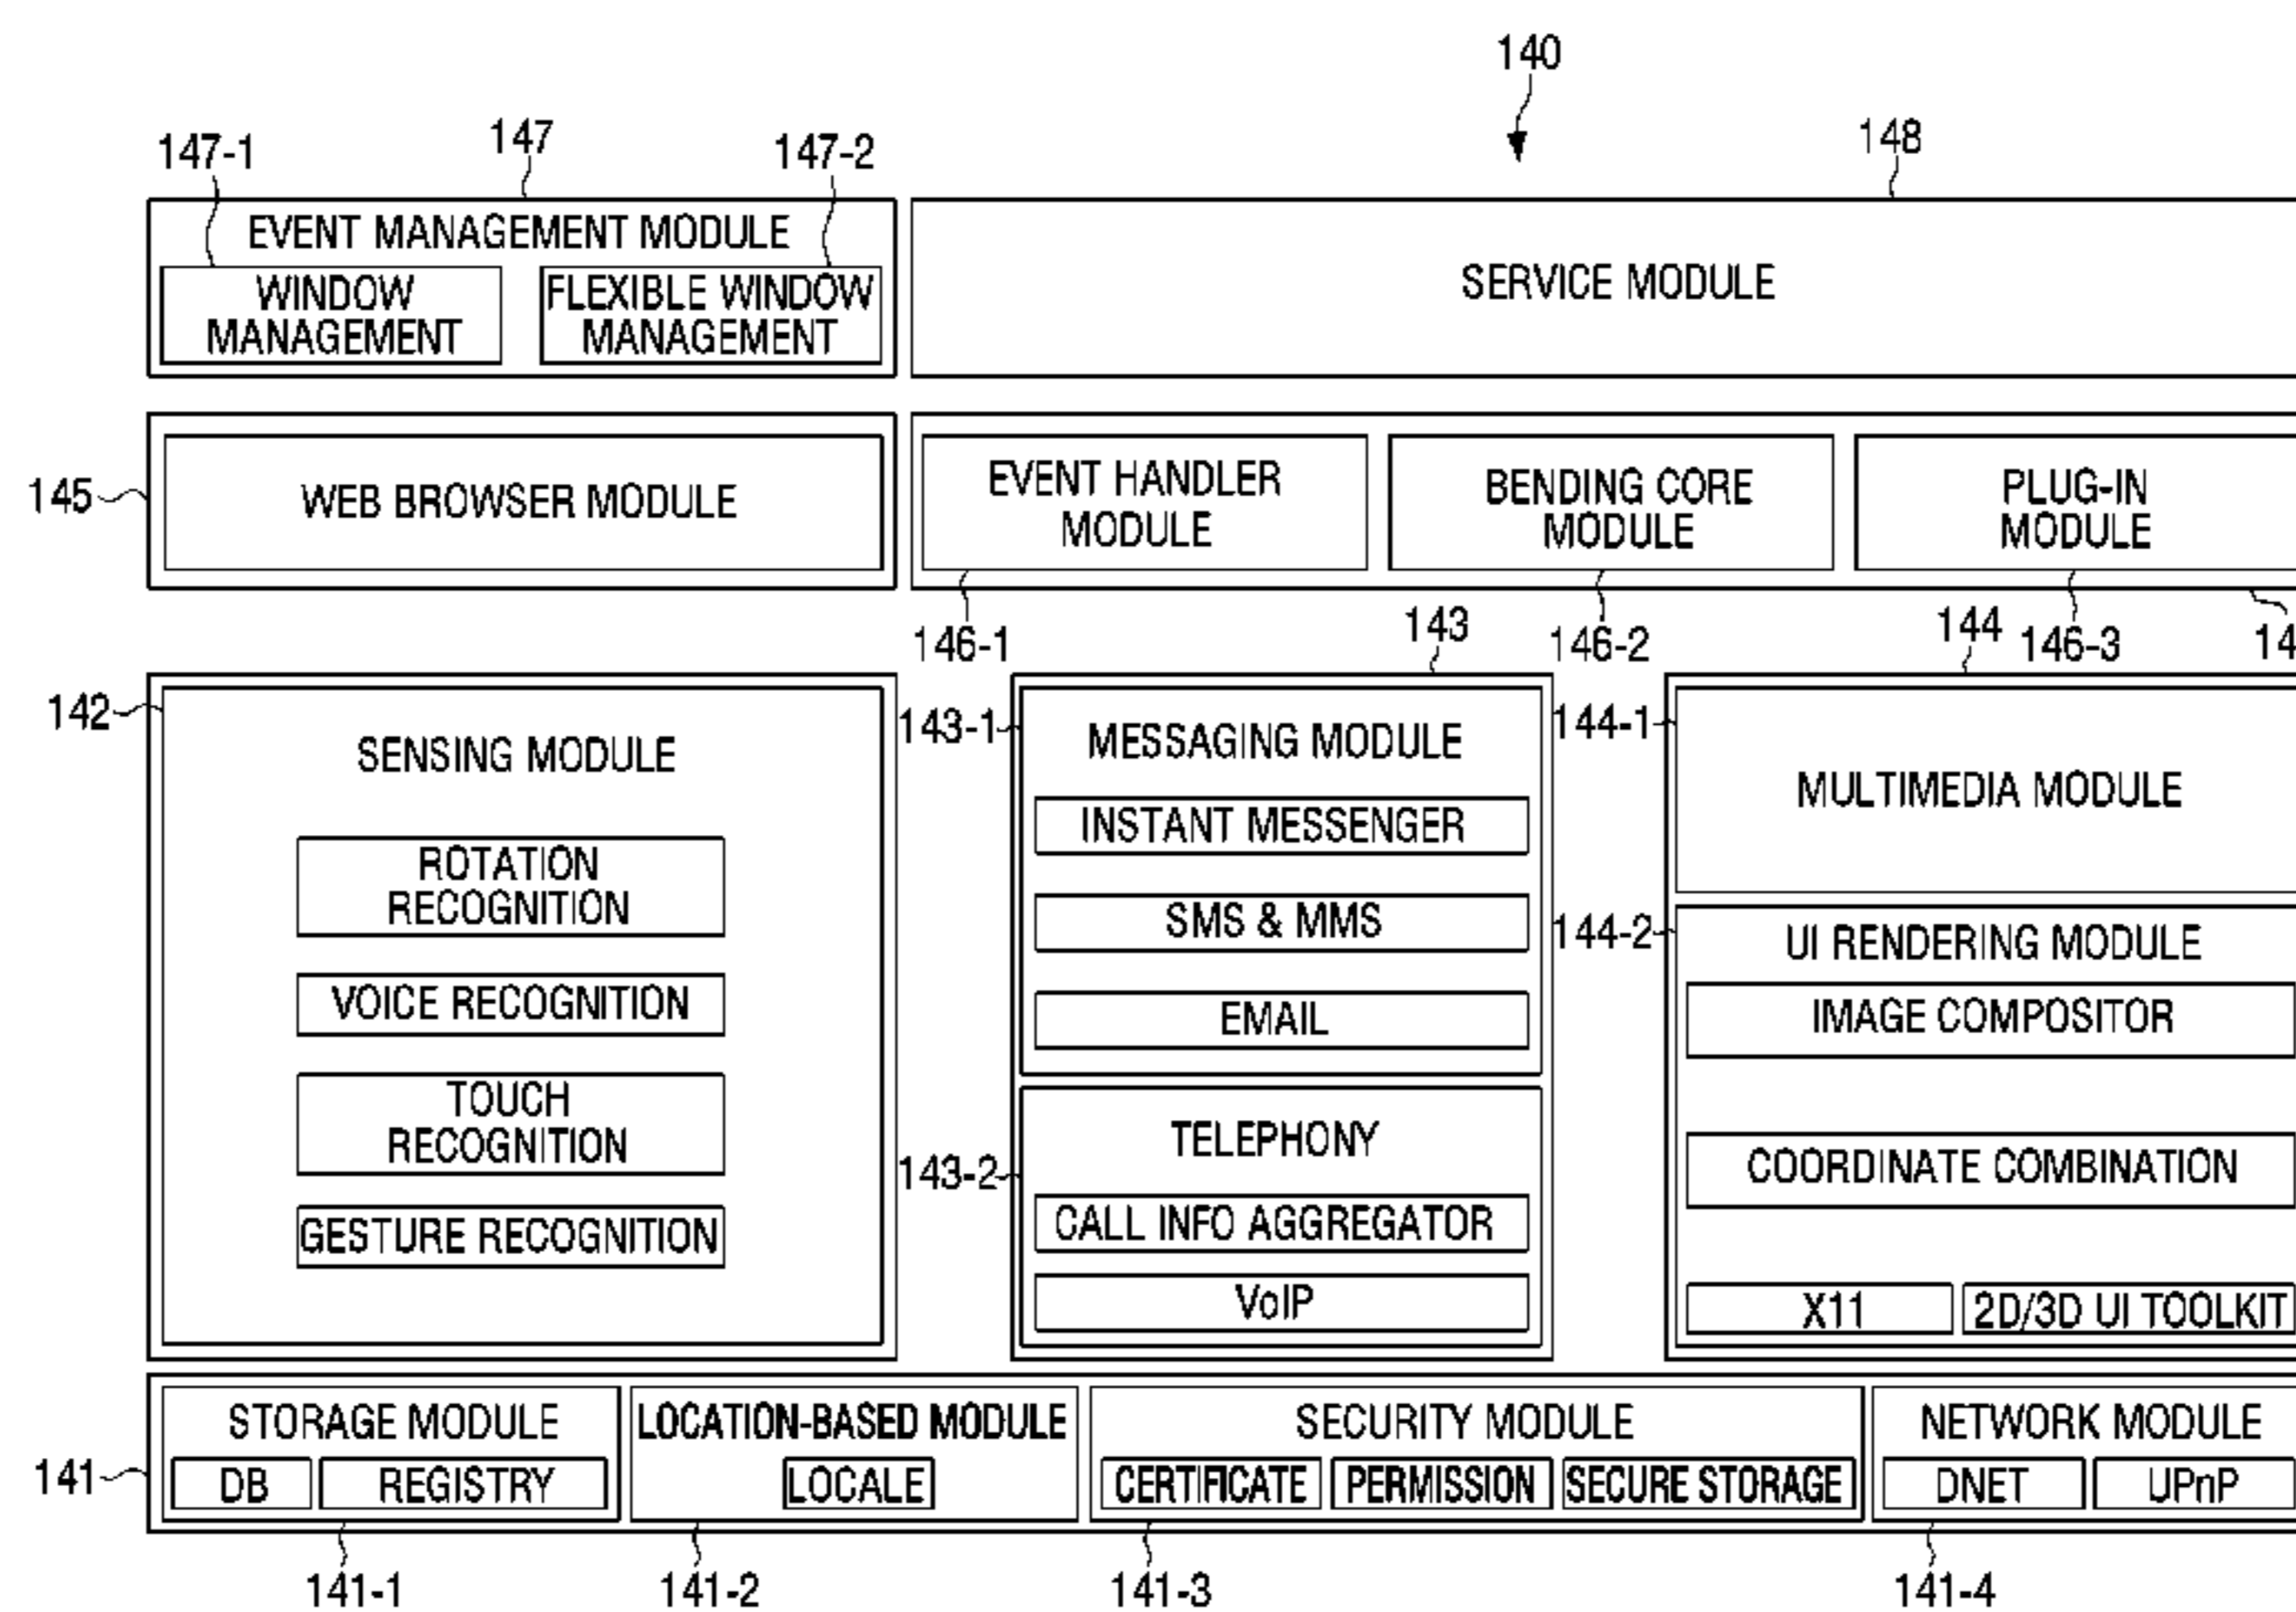 140
147-1
147
147-2
148
EVENT MANAGEMENT MODULE
WINDOW
MANAGEMENT
FLEXIBLE WINDOW
MANAGEMENT
SERVICE MODULE
145
WEB BROWSER MODULE
EVENT HANDLER
MODULE
BENDING CORE
MODULE
PLUG-IN
MODULE
146-1
143
146-2
144
146-3
14
142
SENSING MODULE
ROTATION
RECOGNITION
VOICE RECOGNITION
TOUCH
RECOGNITION
GESTURE RECOGNITION
143-1
MESSAGING MODULE
INSTANT MESSENGER
SMS & MMS
EMAIL
143-2
TELEPHONY
CALL INFO AGGREGATOR
VoIP
144-1
MULTIMEDIA MODULE
144-2
UI RENDERING MODULE
IMAGE COMPOSITOR
COORDINATE COMBINATION
X11
2D/3D UI TOOLKIT
141
STORAGE MODULE
DB
REGISTRY
LOCATION-BASED MODULE
LOCALE
SECURITY MODULE
CERTIFICATE
PERMISSION
SECURE STORAGE
NETWORK MODULE
DNET
UPnP
141-1
141-2
141-3
141-4